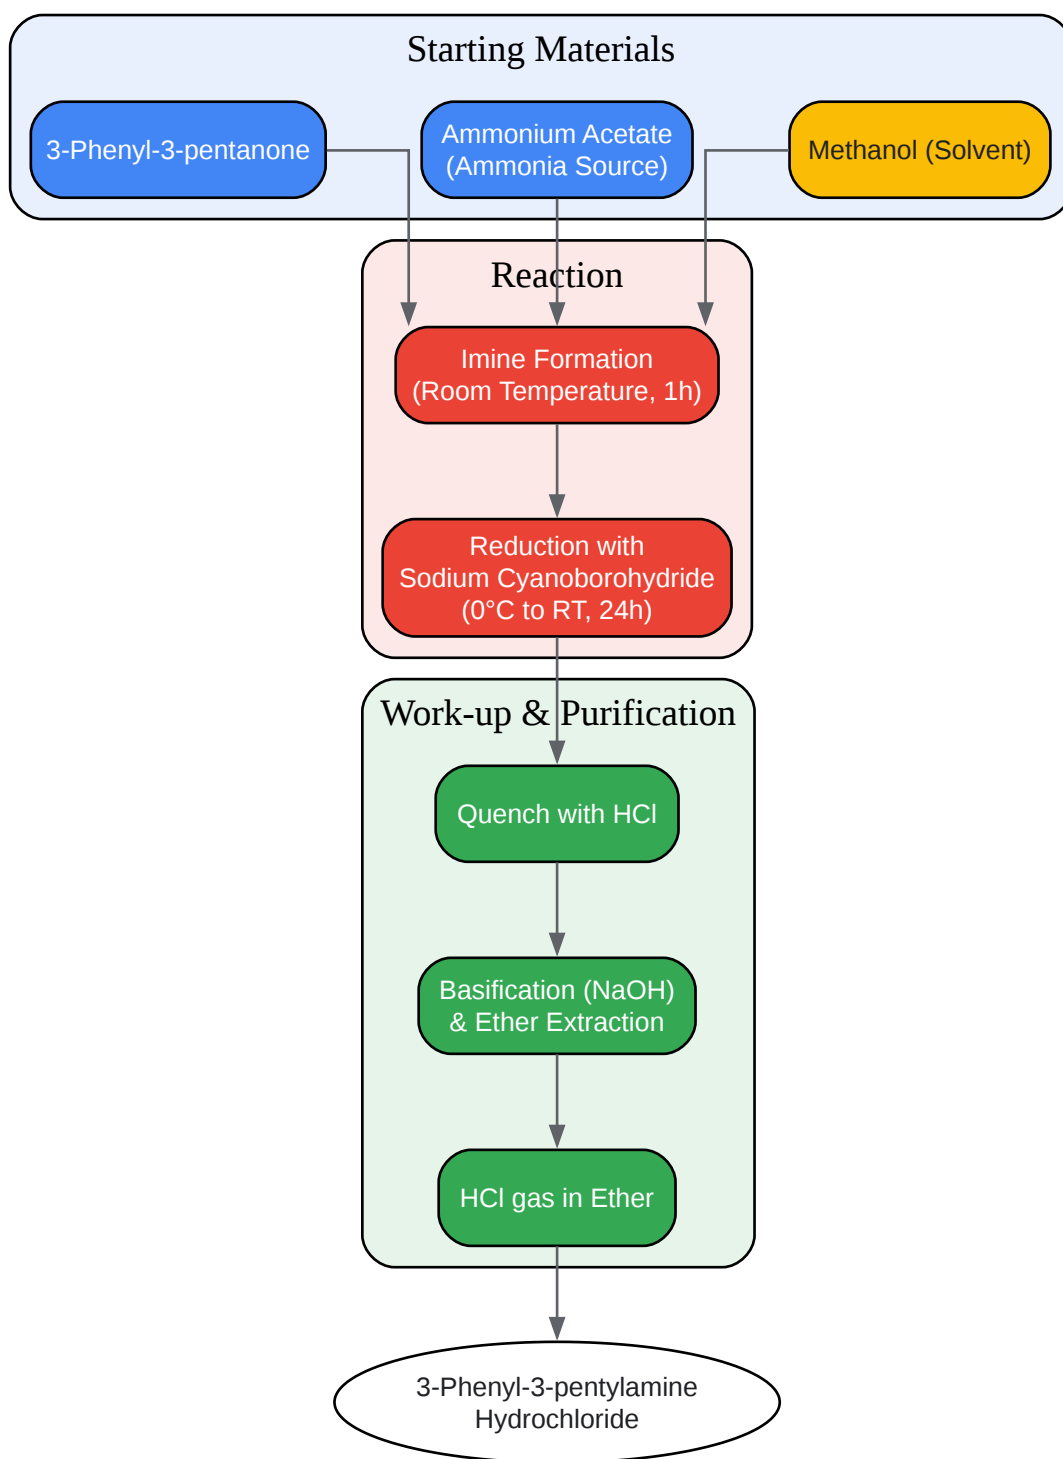 Starting Materials
3-Phenyl-3-pentanone
Ammonium Acetate
(Ammonia Source)
Methanol (Solvent)
Reaction
Imine Formation
(Room Temperature, 1h)
Reduction with
Sodium Cyanoborohydride
(0°C to RT, 24h)
Work-up & Purification
Quench with HCl
Basification (NaOH)
& Ether Extraction
HCl gas in Ether
3-Phenyl-3-pentylamine
Hydrochloride